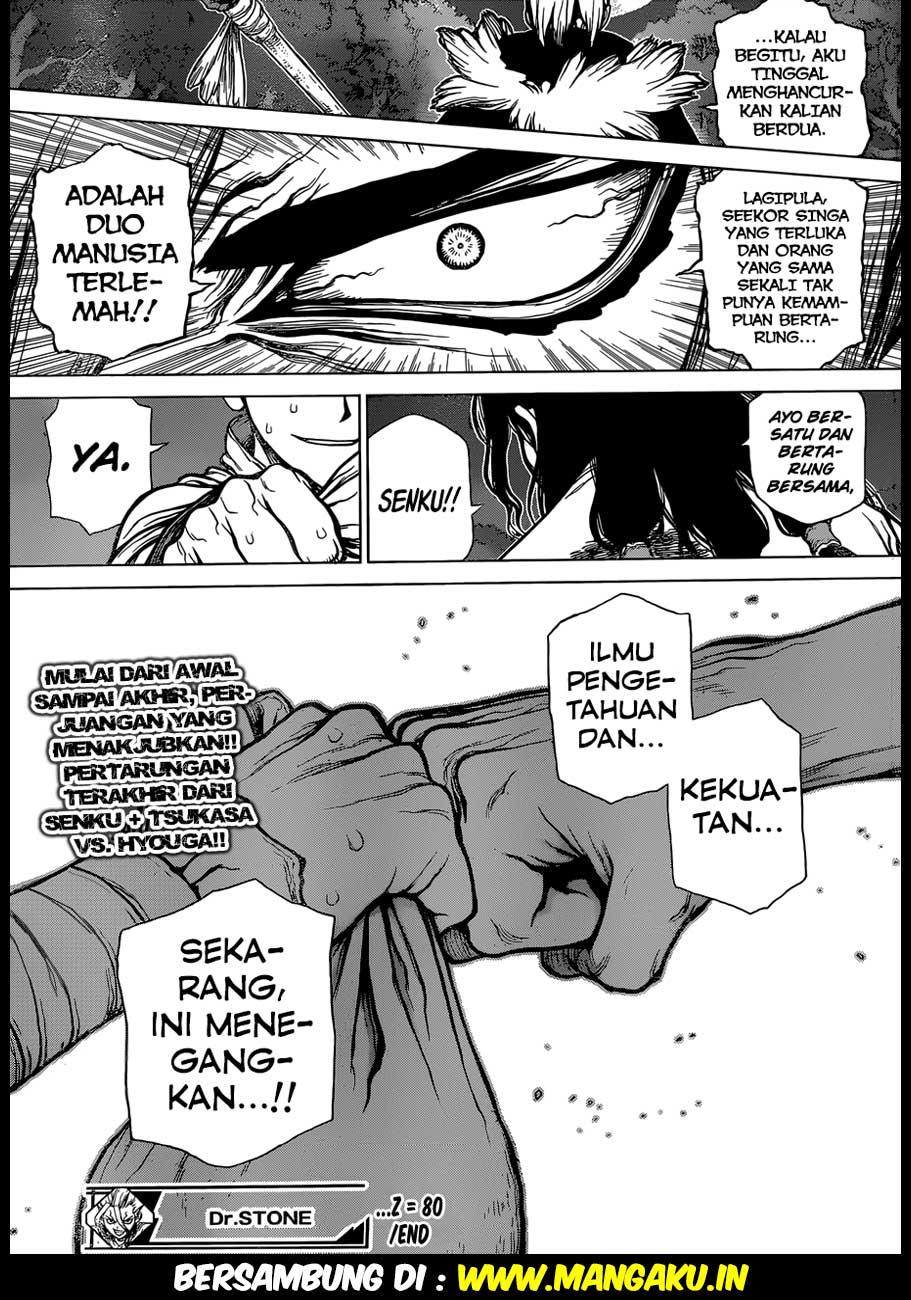 ...KALAU
BEGITU, AKU
TINGGAL
MENGHANCUR-
KAN KALIAN
BERDUA.
LAGIPULA,
SEEKOR SINGA
YANG TERLUKA
DAN ORANG
YANG SAMA
SEKALI TAK
PUNYA KEMAM-
PUAN BERTA-
RUNG...
ADALAH
DUO
MANUSIA
TERLE-
MAH!!
AYO BER-
SATU DAN
BERTA-
RUNG
BERSAMA,
SENKU!!
YA.
ILMU
PENGE-
TAHUAN
DAN...
KEKUA-
TAN...
MULAI DARI AWAL
SAMPAI AKHIR, PER-
JUANGAN YANG
MENAKJUBKAN!!
PERTARUNGAN
TERAKHIR DARI
SENKU + TSUKASA
VS. HYOUGA!!
SEKA-
RANG,
INI MENE-
GANG-
KAN...!!
Dr.STONE
...Z = 80
/END
BERSAMBUNG DI : WWW.MANGAKU.IN